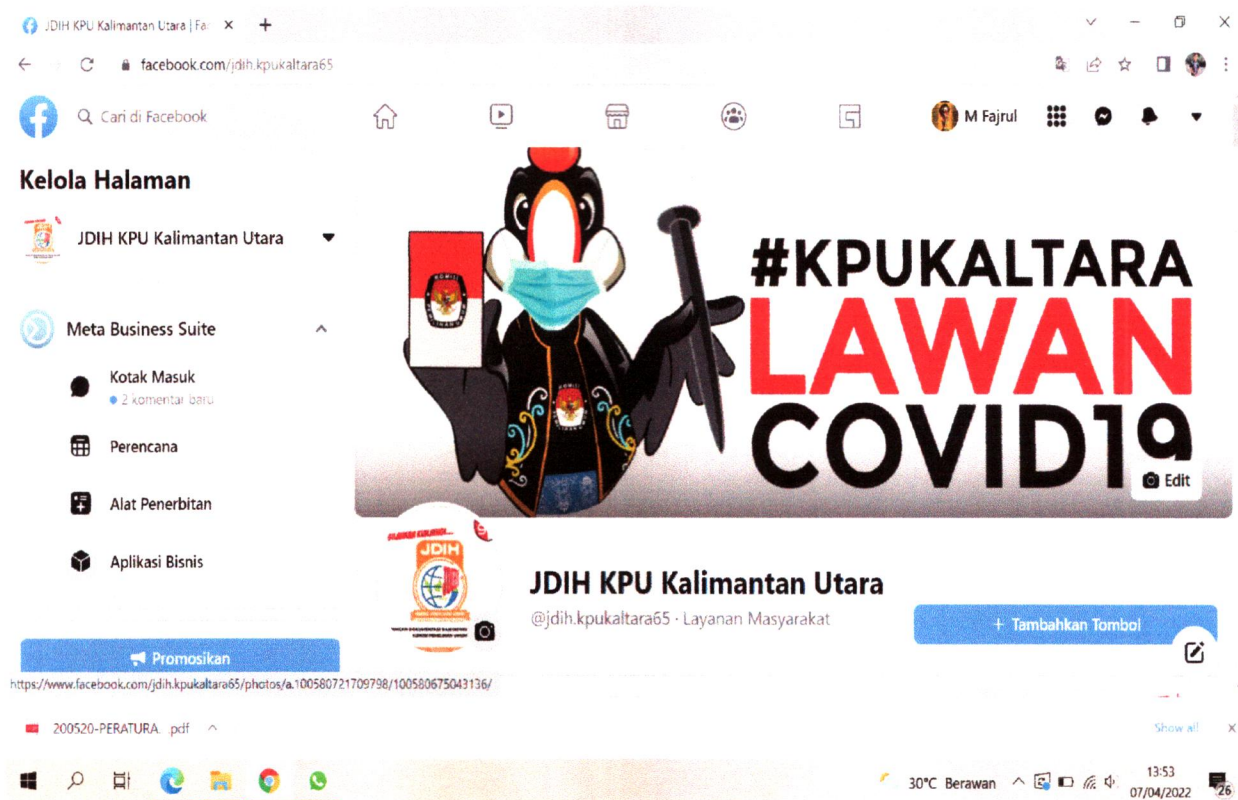 JDIH KPU Kalimantan Utara | Fa
facebook.com/jdih.kpukaltara65
Cari di Facebook
M Fajrul
Kelola Halaman
JDIH KPU Kalimantan Utara
Meta Business Suite
Kotak Masuk
2 komentar baru
Perencana
Alat Penerbitan
Aplikasi Bisnis
Promosikan
#KPUKALTARA
LAWAN
COVID19
Edit
KOMISI
KOMISI
JDIH
JDIH KPU Kalimantan Utara
@jdih.kpukaltara65 · Layanan Masyarakat
+ Tambahkan Tombol
https://www.facebook.com/jdih.kpukaltara65/photos/a.100580721709798/100580675043136/
200520-PERATURA....pdf
Show all
30°C Berawan
13:53
07/04/2022
26